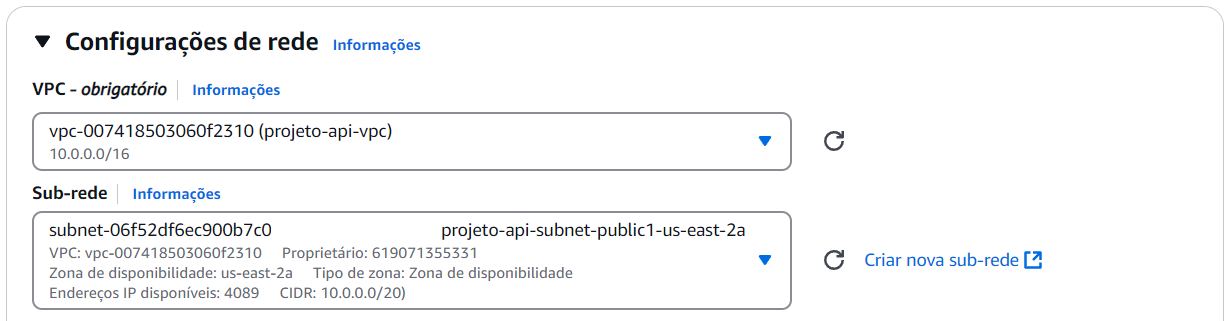 Configurações de rede Informações
VPC - obrigatório Informações
vpc-007418503060f2310 (projeto-api-vpc)
10.0.0.0/16
Sub-rede Informações
subnet-06f52df6ec900b7c0 projeto-api-subnet-public1-us-east-2a
VPC: vpc-007418503060f2310 Proprietário: 619071355331
Zona de disponibilidade: us-east-2a Tipo de zona: Zona de disponibilidade
Endereços IP disponíveis: 4089 CIDR: 10.0.0.0/20)
Criar nova sub-rede